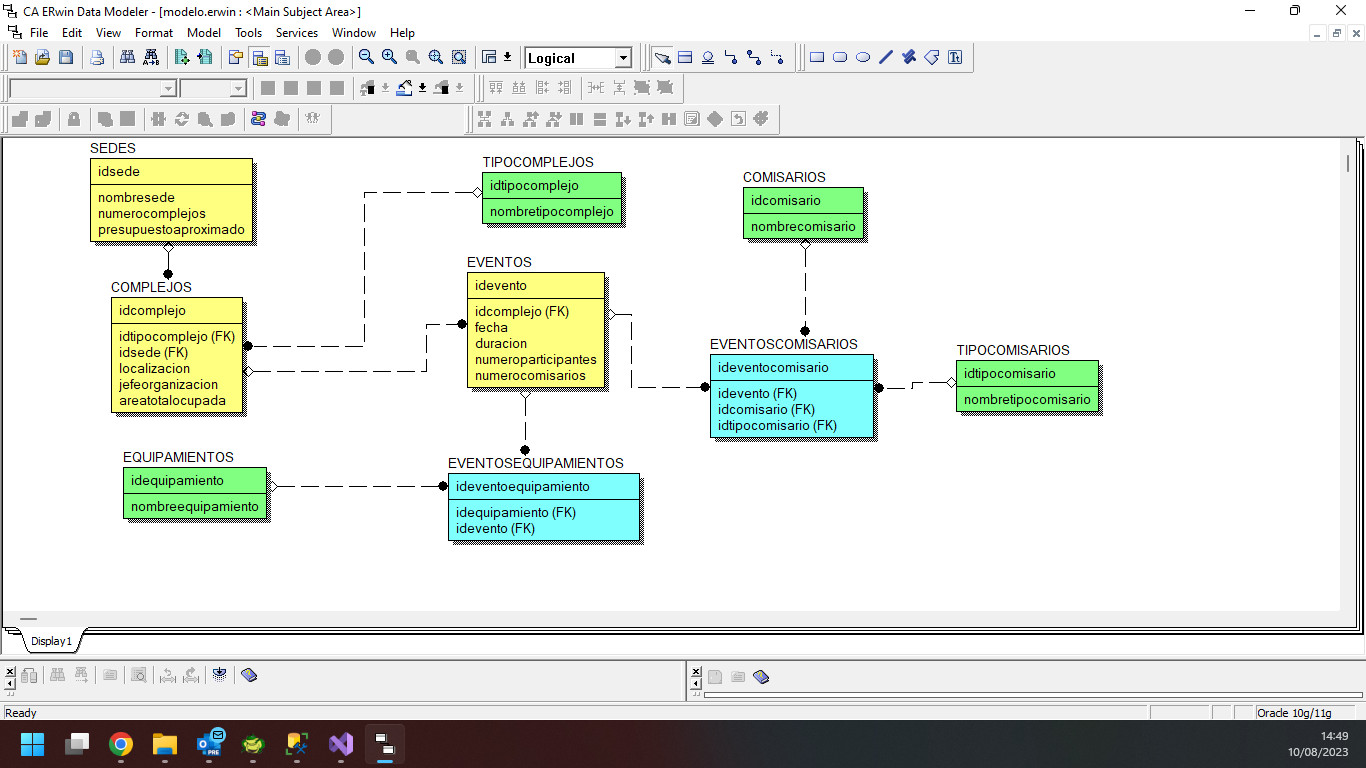 CA ERwin Data Modeler - [modelo.erwin : <Main Subject Area>]
File Edit View Format Model Tools Services Window Help
Logical
SEDES
idsede
nombresede
numerocomplejos
presupuestoaproximado
TIPOCOMPLEJOS
idtipocomplejo
nombretipocomplejo
COMISARIOS
idcomisario
nombrecomisario
COMPLEJOS
idcomplejo
idtipocomplejo (FK)
idsede (FK)
localizacion
jefeorganizacion
areatotalocupada
EVENTOS
idevento
idcomplejo (FK)
fecha
duracion
numeroparticipantes
numerocomisarios
EVENTOSCOMISARIOS
ideventocomisario
idevento (FK)
idcomisario (FK)
idtipocomisario (FK)
TIPOCOMISARIOS
idtipocomisario
nombretipocomisario
EQUIPAMIENTOS
idequipamiento
nombreequipamiento
EVENTOSEQUIPAMIENTOS
ideventoequipamiento
idequipamiento (FK)
idevento (FK)
Display1
Ready
Oracle 10g/11g
PRE
14:49
10/08/2023